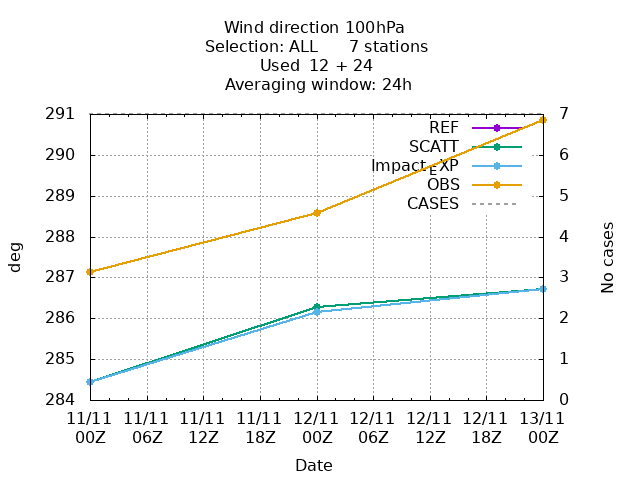 Wind direction 100hPa
Selection: ALL 7 stations
Used 12 + 24
Averaging window: 24h
291
290
289
288
287
286
285
284
7
6
5
4
3
2
1
0
deg
No cases
REF
SCATT
Impact_EXP
OBS
CASES
11/11 11/11 11/11 11/11 12/11 12/11 12/11 12/11 13/11
00Z 06Z 12Z 18Z 00Z 06Z 12Z 18Z 00Z
Date